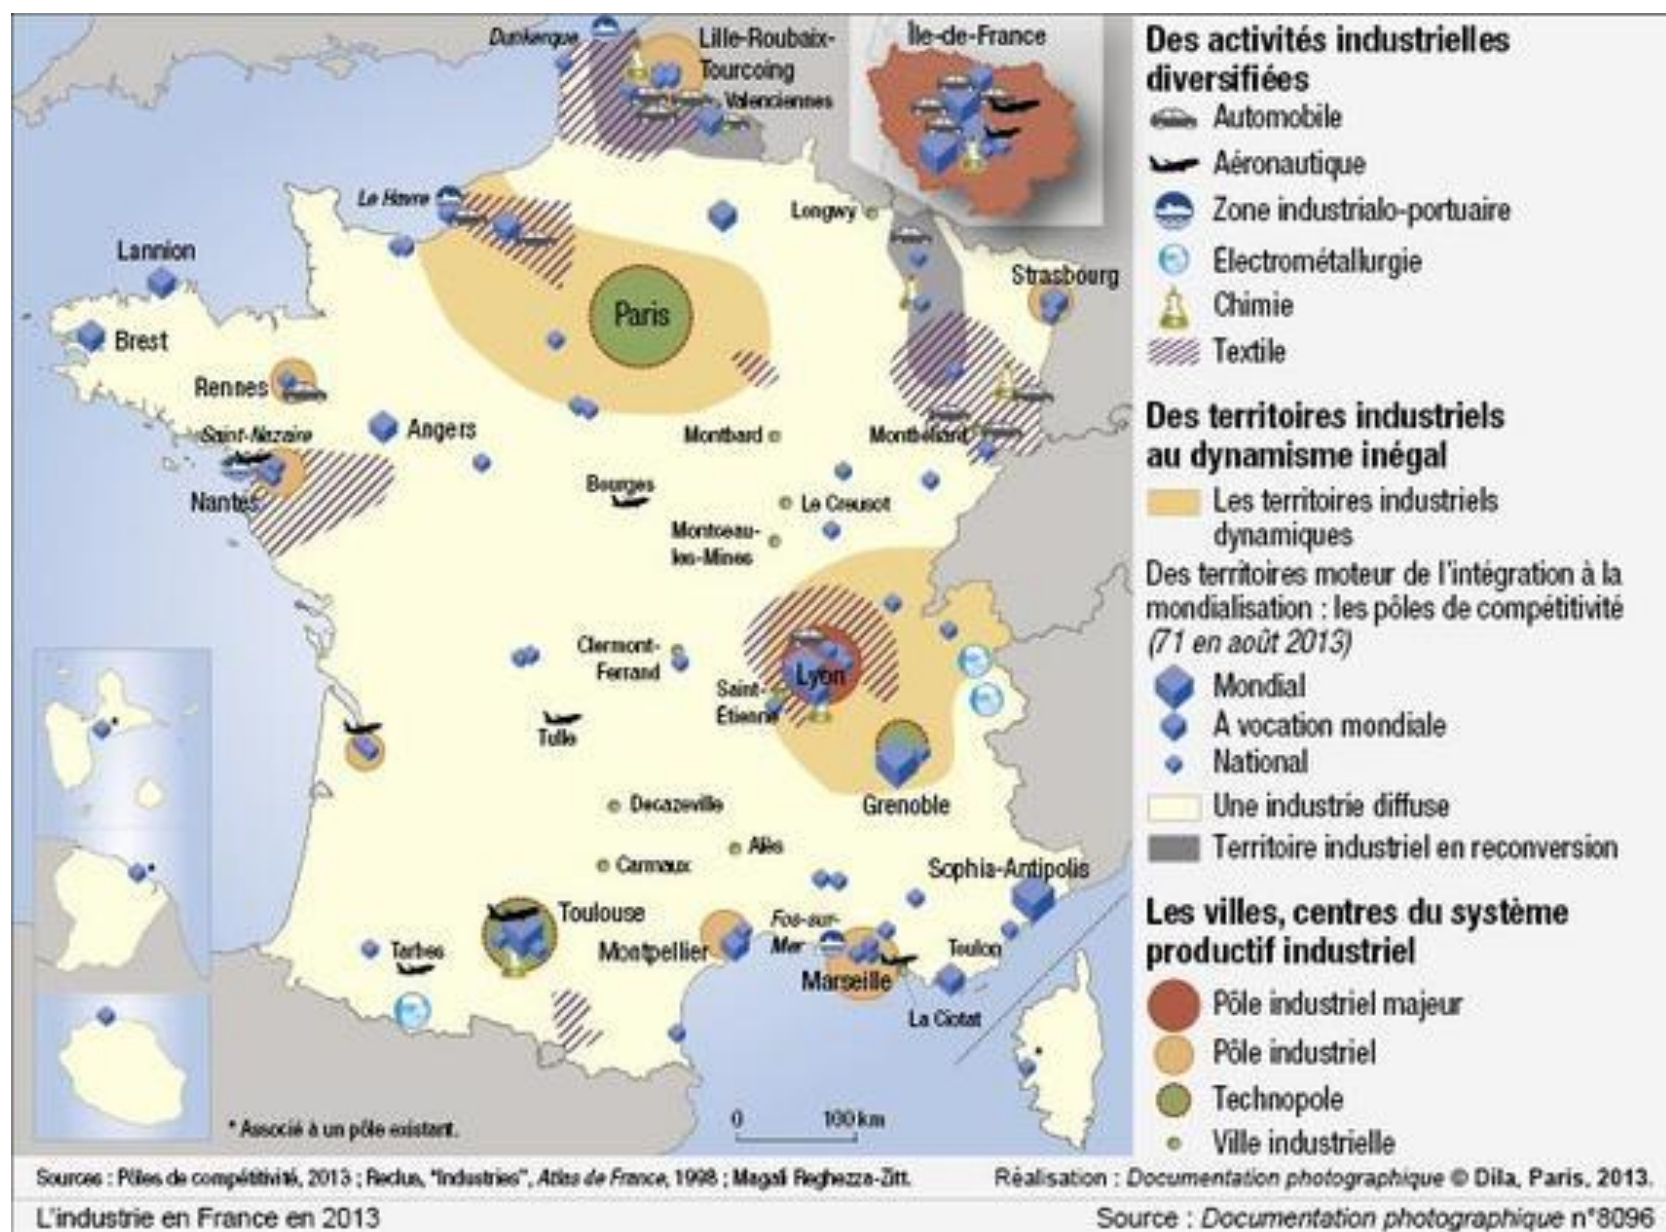 Dunkerque
Lille-Roubaix-
Tourcoing
Valenciennes
Île-de-France
Le Havre
Longwy
Lannion
Strasbourg
Paris
Brest
Rennes
Saint-Nazaire
Angers
Montbard
Montbéliard
Nantes
Bourges
Le Creusot
Montceau-
les-Mines
Clermont-
Ferrand
Lyon
Saint-
Étienne
Tulle
Grenoble
Decazeville
Alès
Carmaux
Sophia-Antipolis
Toulouse
Fos-sur-
Mer
Montpellier
Tarbes
Toulon
Marseille
La Ciotat
* Associé à un pôle existant.
0 100 km
Des activités industrielles
diversifiées
Automobile
Aéronautique
Zone industrialo-portuaire
Électrométallurgie
Chimie
Textile
Des territoires industriels
au dynamisme inégal
Les territoires industriels
dynamiques
Des territoires moteur de l'intégration à la
mondialisation : les pôles de compétitivité
(71 en août 2013)
Mondial
A vocation mondiale
National
Une industrie diffuse
Territoire industriel en reconversion
Les villes, centres du système
productif industriel
Pôle industriel majeur
Pôle industriel
Technopole
Ville industrielle
Sources : Pôles de compétitivité, 2013 ; Reclus, "Industries", Atlas de France, 1998 ; Magali Reghezza-Zitt.
Réalisation : Documentation photographique © Dila, Paris, 2013.
L'industrie en France en 2013
Source : Documentation photographique n°8096